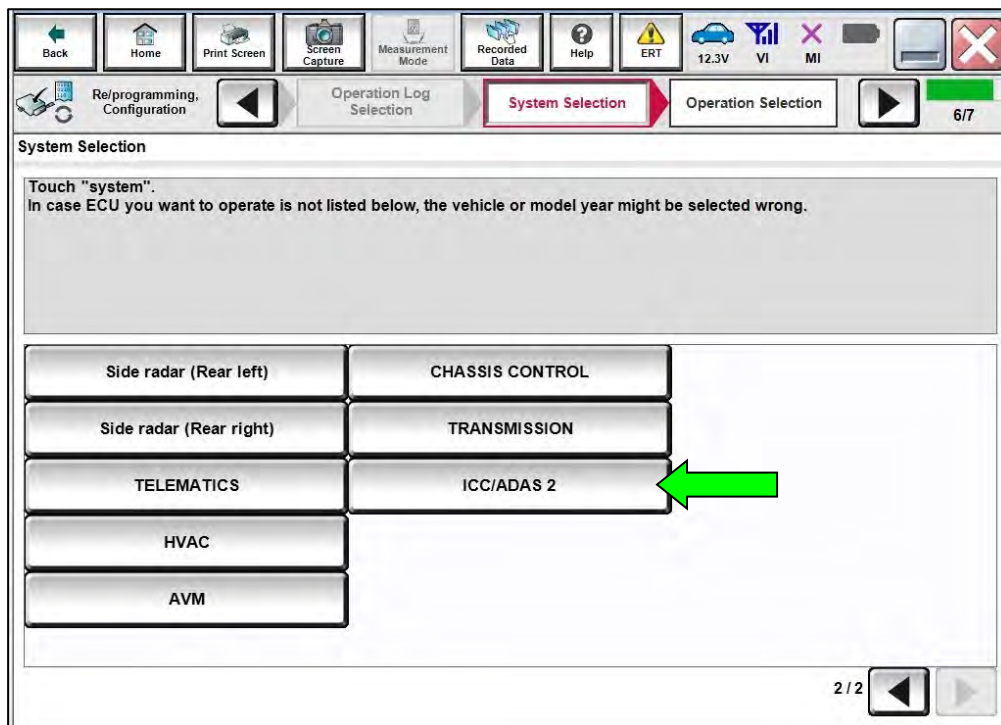 Back
Home
Print Screen
Screen
Capture
Measurement
Mode
Recorded
Data
Help
ERT
12.3V
VI
MI
Re/programming,
Configuration
Operation Log
Selection
System Selection
Operation Selection
6/7
System Selection
Touch "system".
In case ECU you want to operate is not listed below, the vehicle or model year might be selected wrong.
Side radar (Rear left)
CHASSIS CONTROL
Side radar (Rear right)
TRANSMISSION
TELEMATICS
ICC/ADAS 2
HVAC
AVM
2/2